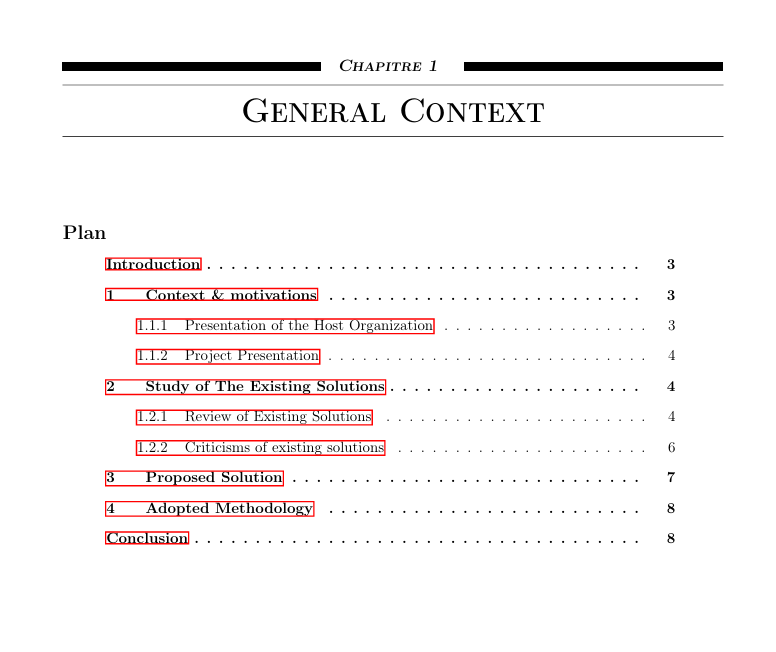 Chapitre 1
General Context
Plan
Introduction . . . . . . . . . . . . . . . . . . . . . . . . . . . . . . . . . . . . 3
1 Context & motivations . . . . . . . . . . . . . . . . . . . . . . . . . . 3
1.1.1 Presentation of the Host Organization . . . . . . . . . . . . . . . . . . 3
1.1.2 Project Presentation . . . . . . . . . . . . . . . . . . . . . . . . . . . . 4
2 Study of The Existing Solutions . . . . . . . . . . . . . . . . . . . . . 4
1.2.1 Review of Existing Solutions . . . . . . . . . . . . . . . . . . . . . . . 4
1.2.2 Criticisms of existing solutions . . . . . . . . . . . . . . . . . . . . . . 6
3 Proposed Solution . . . . . . . . . . . . . . . . . . . . . . . . . . . . . 7
4 Adopted Methodology . . . . . . . . . . . . . . . . . . . . . . . . . . 8
Conclusion . . . . . . . . . . . . . . . . . . . . . . . . . . . . . . . . . . . . . 8